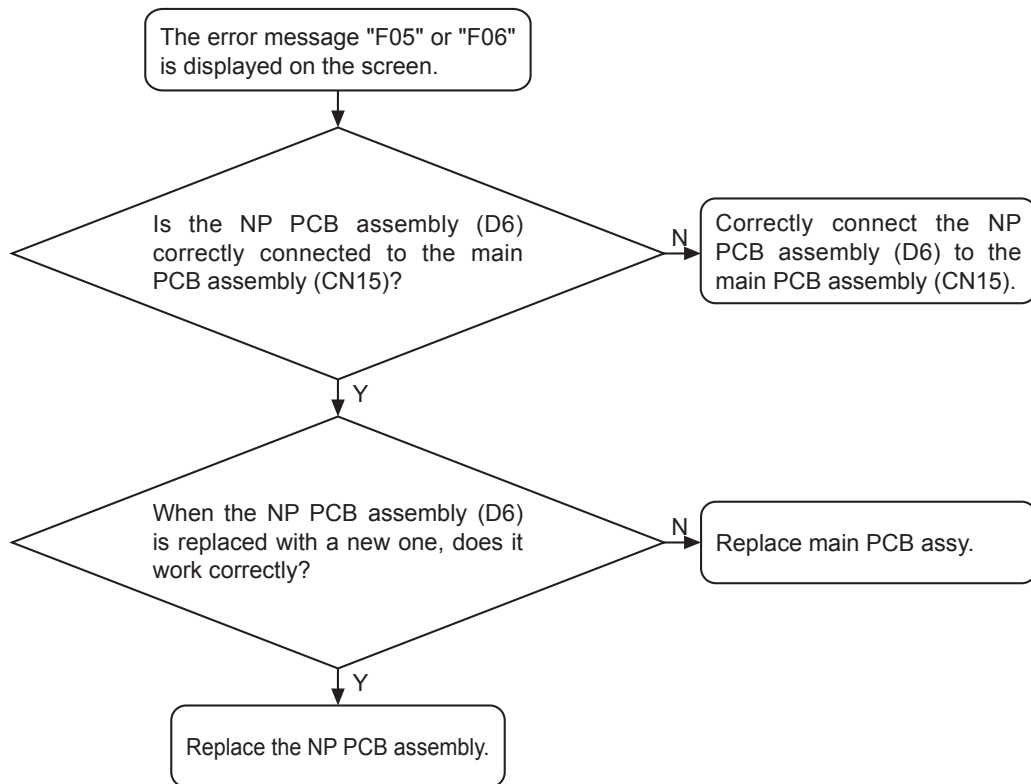 The error message "F05" or "F06"
is displayed on the screen.
Is the NP PCB assembly (D6)
correctly connected to the main
PCB assembly (CN15)?
N
Correctly connect the NP
PCB assembly (D6) to the
main PCB assembly (CN15).
Y
When the NP PCB assembly (D6)
is replaced with a new one, does it
work correctly?
N
Replace main PCB assy.
Y
Replace the NP PCB assembly.